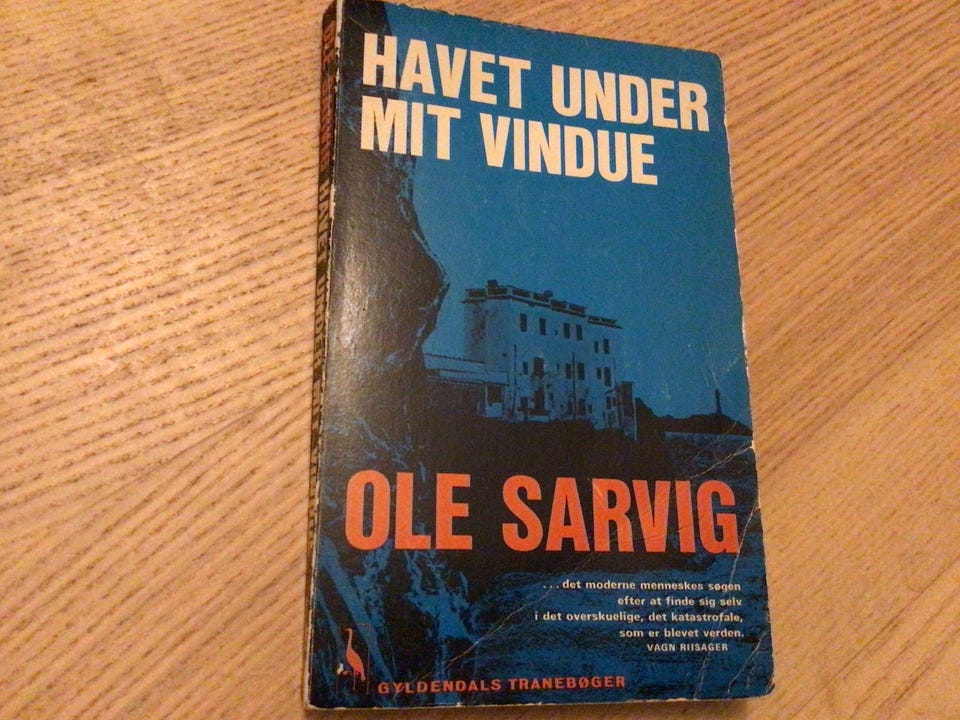 HAVET UNDER
MIT VINDUE
OLE SARVIG
...det moderne menneskes søgen
efter at finde sig selv
i det overskuelige, det katastrofale,
som er blevet verden.
VAGN RIISAGER
GYLDENDALS TRANEBØGER